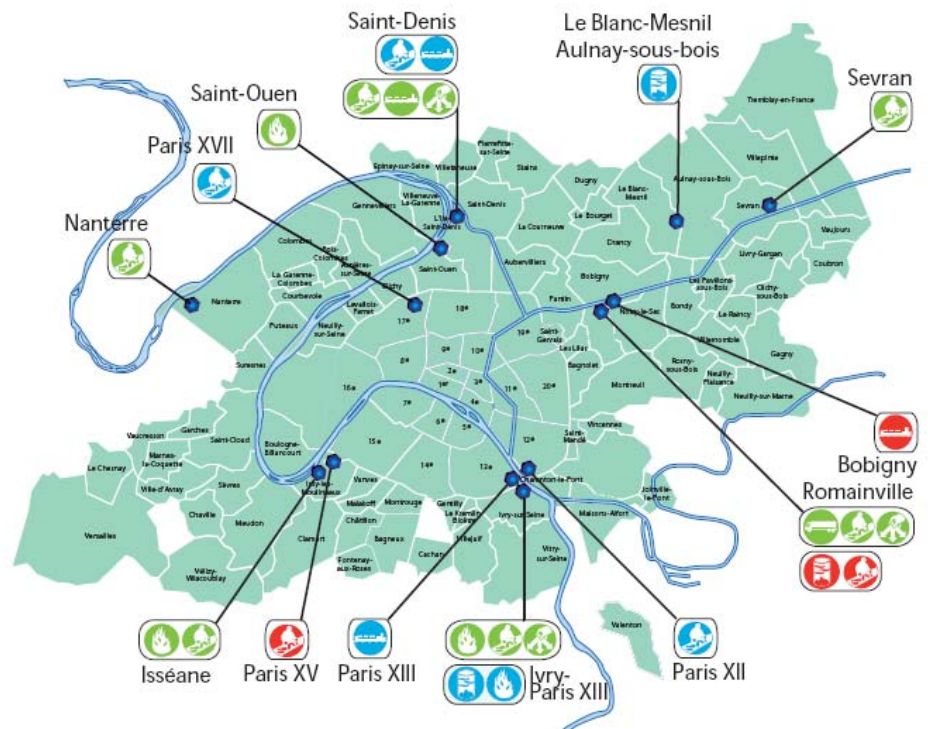 Saint-Denis
Le Blanc-Mesnil
Aulnay-sous-bois
Sevran
Saint-Ouen
Paris XVII
Nanterre
Tremblay-en-France
Villepinte
Pierrefitte-
sur-Seine
Epinay-sur-Seine
Villetaneuse
Stains
Dugny
Le Blanc-
Mesnil
Aulnay-sous-Bois
Sevran
Vaujours
Gennevilliers
Villeneuve-
La-Garenne
L'Ile
Saint-Denis
Saint-Denis
Le Bourget
La Courneuve
Drancy
Livry-Gargan
Coubron
Colombes
Bois-
Colombes
Asnières-
sur-Seine
Saint-Ouen
Aubervilliers
Bobigny
Les Pavillons-
sous-Bois
Clichy-
sous-Bois
La Garenne-
Colombes
Courbevoie
Clichy
Nanterre
Levallois-
Perret
Pantin
Noisy-le-Sec
Bondy
Le Raincy
Puteaux
Neuilly-
sur-Seine
17e
18e
19e
Saint-
Gervais
Les Lilas
Villemomble
Gagny
Suresnes
8e
9e
10e
2e
Bagnolet
Rosny-
sous-Bois
Neuilly-
Plaisance
16e
1er
3e
11e
20e
Montreuil
Neuilly-sur-Marne
7e
4e
6e
5e
Vaucresson
Garches
Saint-Cloud
Boulogne-
Billancourt
15e
12e
Saint-
Mandé
Vincennes
Le Chesnay
Marnes-
la-Coquette
Ville-d'Avray
Sèvres
Issy-les-
Moulineaux
Vanves
14e
13e
Charenton-le-Pont
Joinville-
le-Pont
Bobigny
Romainville
Chaville
Meudon
Malakoff
Montrouge
Gentilly
Le Kremlin-
Bicêtre
Ivry-sur-Seine
Maisons-Alfort
Versailles
Clamart
Châtillon
Bagneux
Villejuif
Vélizy-
Villacoublay
Fontenay-
aux-Roses
Cachan
Vitry-
sur-Seine
Valenton
Isséane
Paris XV
Paris XIII
Ivry-
Paris XIII
Paris XII